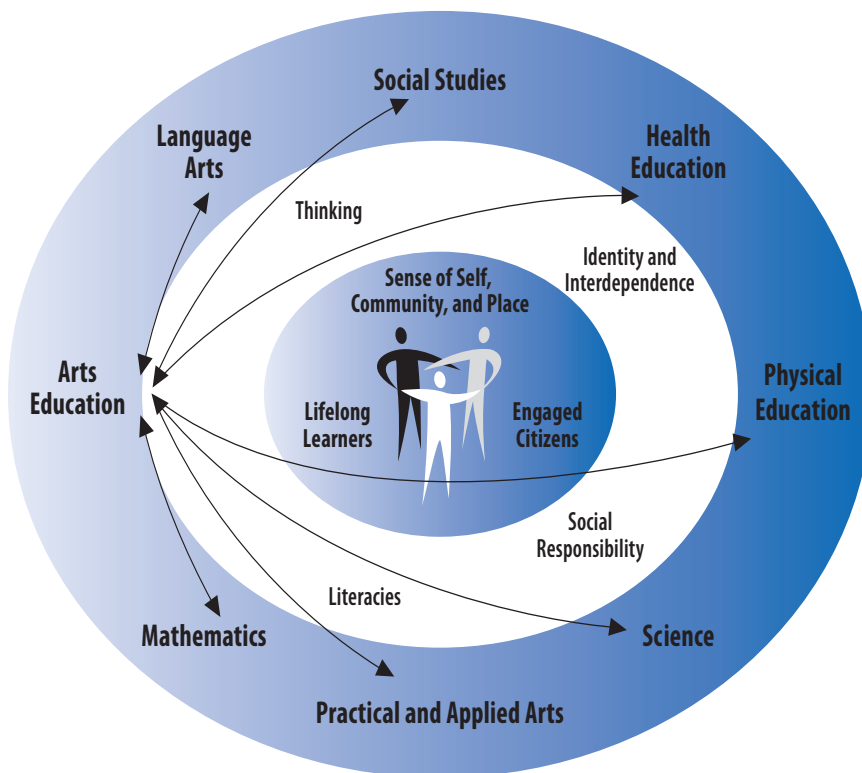 Social Studies
Language
Arts
Health
Education
Thinking
Identity and
Interdependence
Sense of Self,
Community, and Place
Arts
Education
Lifelong
Learners
Engaged
Citizens
Physical
Education
Social
Responsibility
Literacies
Mathematics
Science
Practical and Applied Arts